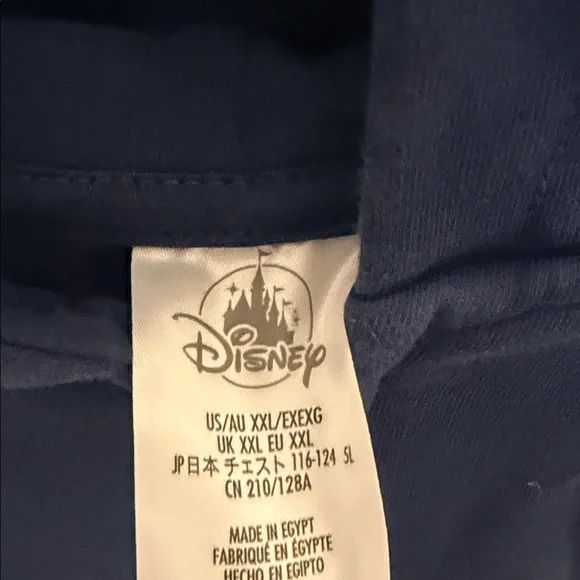 Disney
US/AU XXL/EXEXG
UK XXL EU XXL
JP日本 チェスト 116-124 5L
CN 210/128A
MADE IN EGYPT
FABRIQUÉ EN ÉGYPTE
HECHO EN EGIPTO